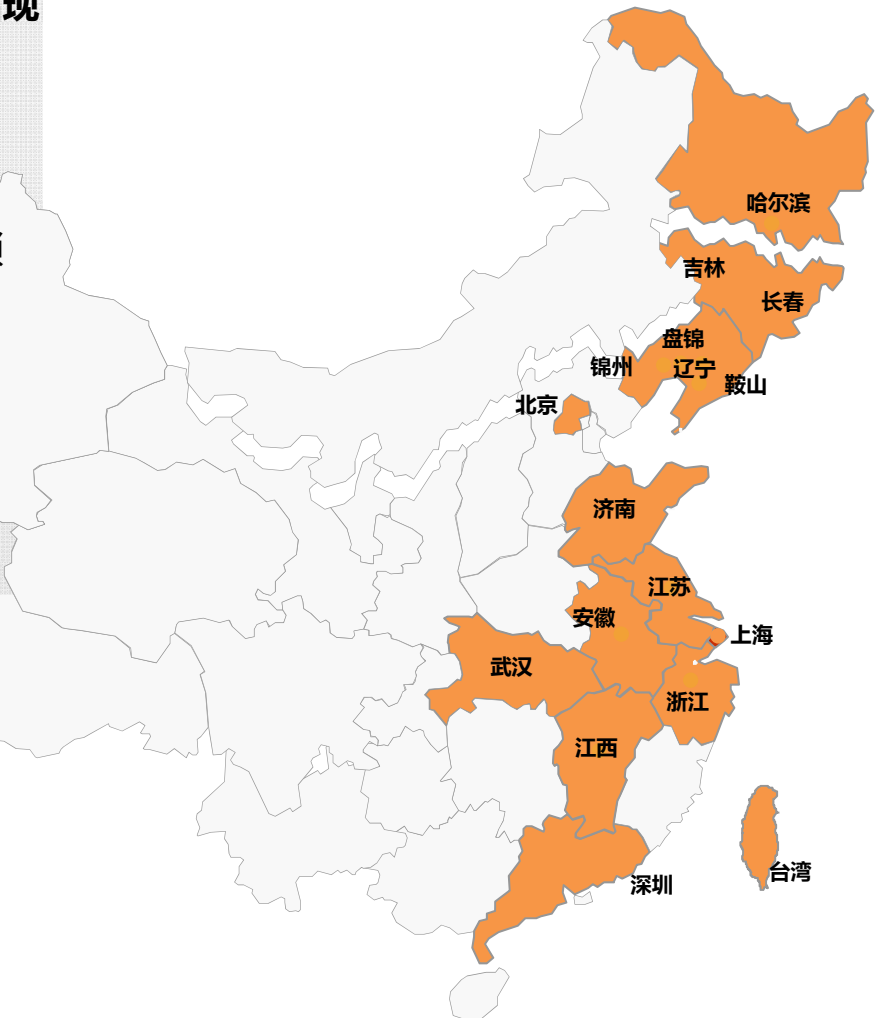 现
哈尔滨
吉林
长春
盘锦
锦州
辽宁
鞍山
北京
济南
江苏
安徽
上海
武汉
浙江
江西
台湾
深圳